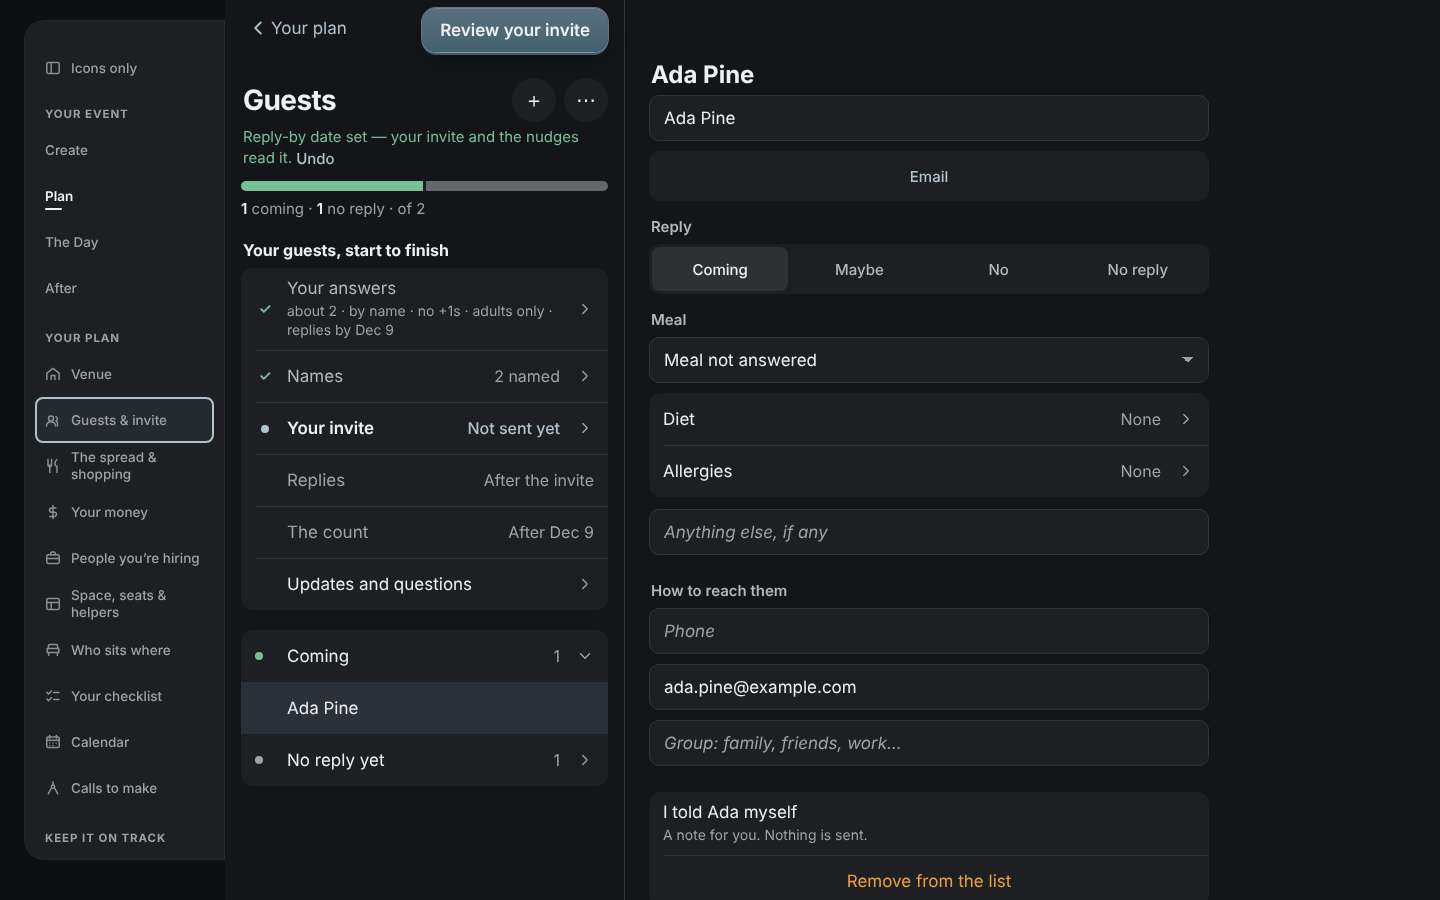 Icons only
YOUR EVENT
Create
Plan
The Day
After
YOUR PLAN
Venue
Guests & invite
The spread &
shopping
Your money
People you’re hiring
Space, seats &
helpers
Who sits where
Your checklist
Calendar
Calls to make
KEEP IT ON TRACK
Your plan
Review your invite
Guests
Reply-by date set — your invite and the nudges
read it. Undo
1 coming · 1 no reply · of 2
Your guests, start to finish
Your answers
about 2 · by name · no +1s · adults only ·
replies by Dec 9
Names 2 named
Your invite Not sent yet
Replies After the invite
The count After Dec 9
Updates and questions
Coming 1
Ada Pine
No reply yet 1
Ada Pine
Ada Pine
Email
Reply
Coming Maybe No No reply
Meal
Meal not answered
Diet None
Allergies None
Anything else, if any
How to reach them
Phone
ada.pine@example.com
Group: family, friends, work…
I told Ada myself
A note for you. Nothing is sent.
Remove from the list